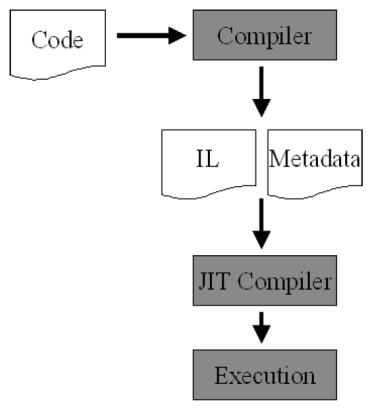 Code
Compiler
IL
Metadata
JIT Compiler
Execution